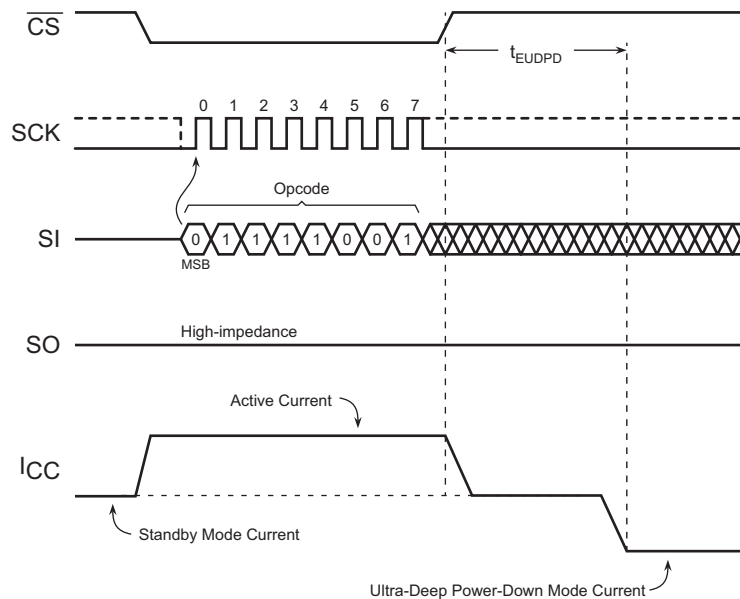 CS
tEUDPD
0 1 2 3 4 5 6 7
SCK
Opcode
SI
0 1 1 1 1 0 0 1
MSB
High-impedance
SO
Active Current
ICC
Standby Mode Current
Ultra-Deep Power-Down Mode Current